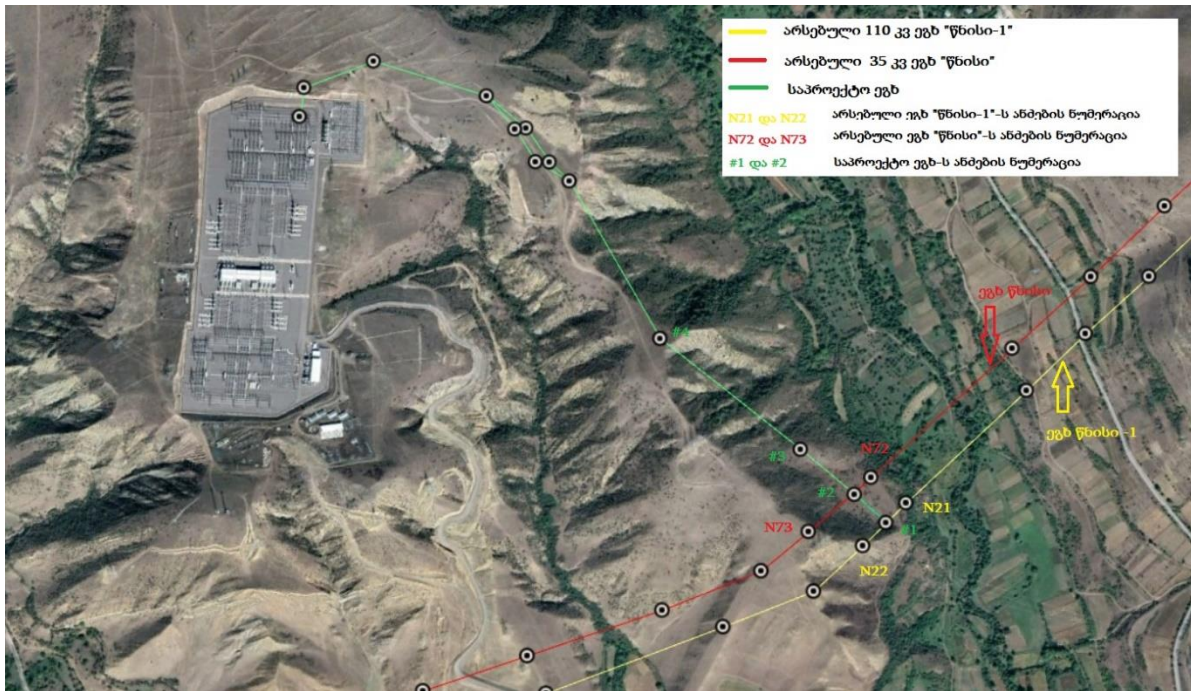 არსებული 110 კვ ეგხ "წნისი-1"
არსებული 35 კვ ეგხ "წნისი"
საპროექტო ეგხ
N21 და N22 არსებული ეგხ "წნისი-1"-ს ანძების ნუმერაცია
N72 და N73 არსებული ეგხ "წნისი"-ს ანძების ნუმერაცია
#1 და #2 საპროექტო ეგხ-ს ანძების ნუმერაცია
ეგხ წნისი
#4
ეგხ წნისი -1
#3
N72
#2
N21
N73
#1
N22